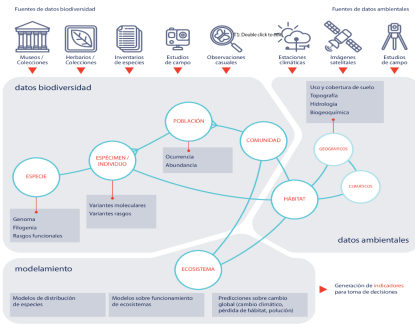 Fuentes de datos biodiversidad
Fuentes de datos ambientales
T5: Double click to
Museos /
Colecciones
Herbarios /
Colecciones
Inventarios
de especies
Estudios
de campo
Observaciones
casuales
Estaciones
climáticas
Imágenes
satelitales
Estudios
de campo
datos biodiversidad
Uso y cobertura de suelo
Topografía
Hidrología
Biogeoquímica
POBLACIÓN
COMUNIDAD
GEOGRÁFICOS
ESPÉCIMEN /
INDIVIDUO
Ocurrencia
Abundancia
ESPECIE
CLIMÁTICOS
HÁBITAT
Variantes moleculares
Variantes rasgos
Genoma
Filogenia
Rasgos funcionales
datos ambientales
ECOSISTEMA
modelamiento
Generación de indicadores
para toma de decisiones
Modelos de distribución
de especies
Modelos sobre funcionamiento
de ecosistemas
Predicciones sobre cambio
global (cambio climático,
pérdida de hábitat, polución)